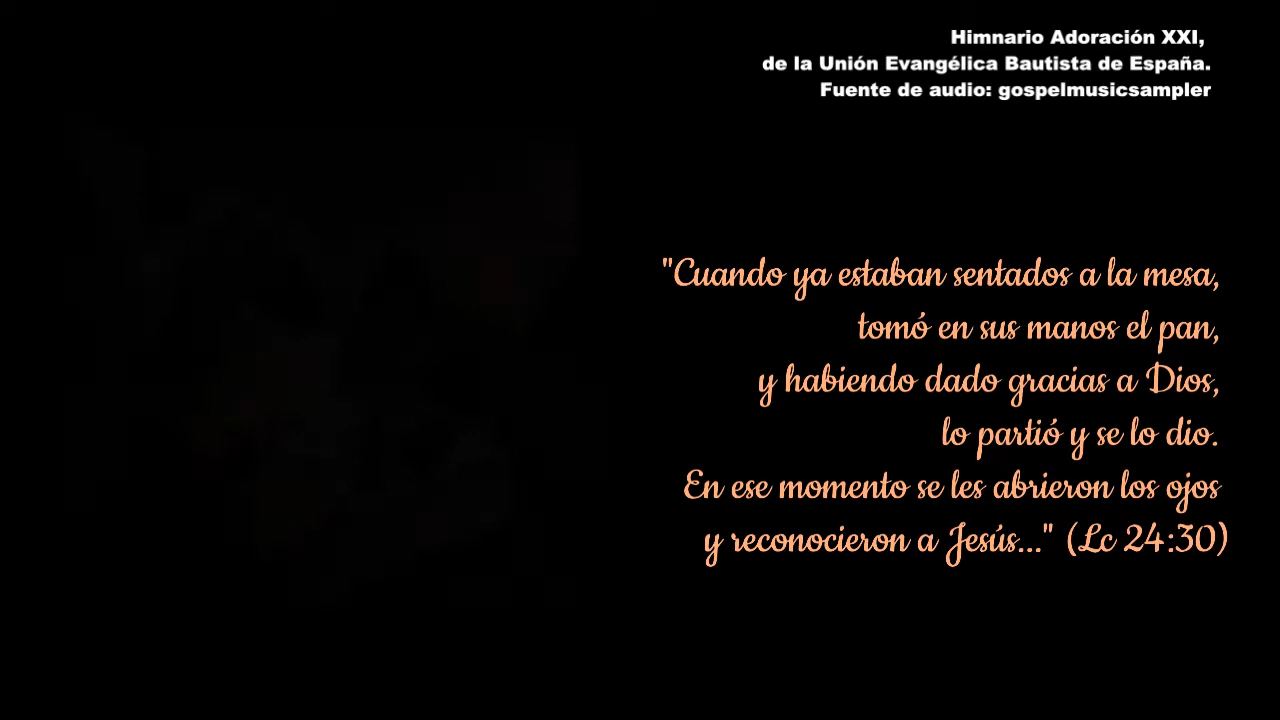 Himnario Adoración XXI,
de la Unión Evangélica Bautista de España.
Fuente de audio: gospelmusicsampler
"Cuando ya estaban sentados a la mesa,
tomó en sus manos el pan,
y habiendo dado gracias a Dios,
lo partió y se lo dio.
En ese momento se les abrieron los ojos
y reconocieron a Jesús..." (Lc 24:30)